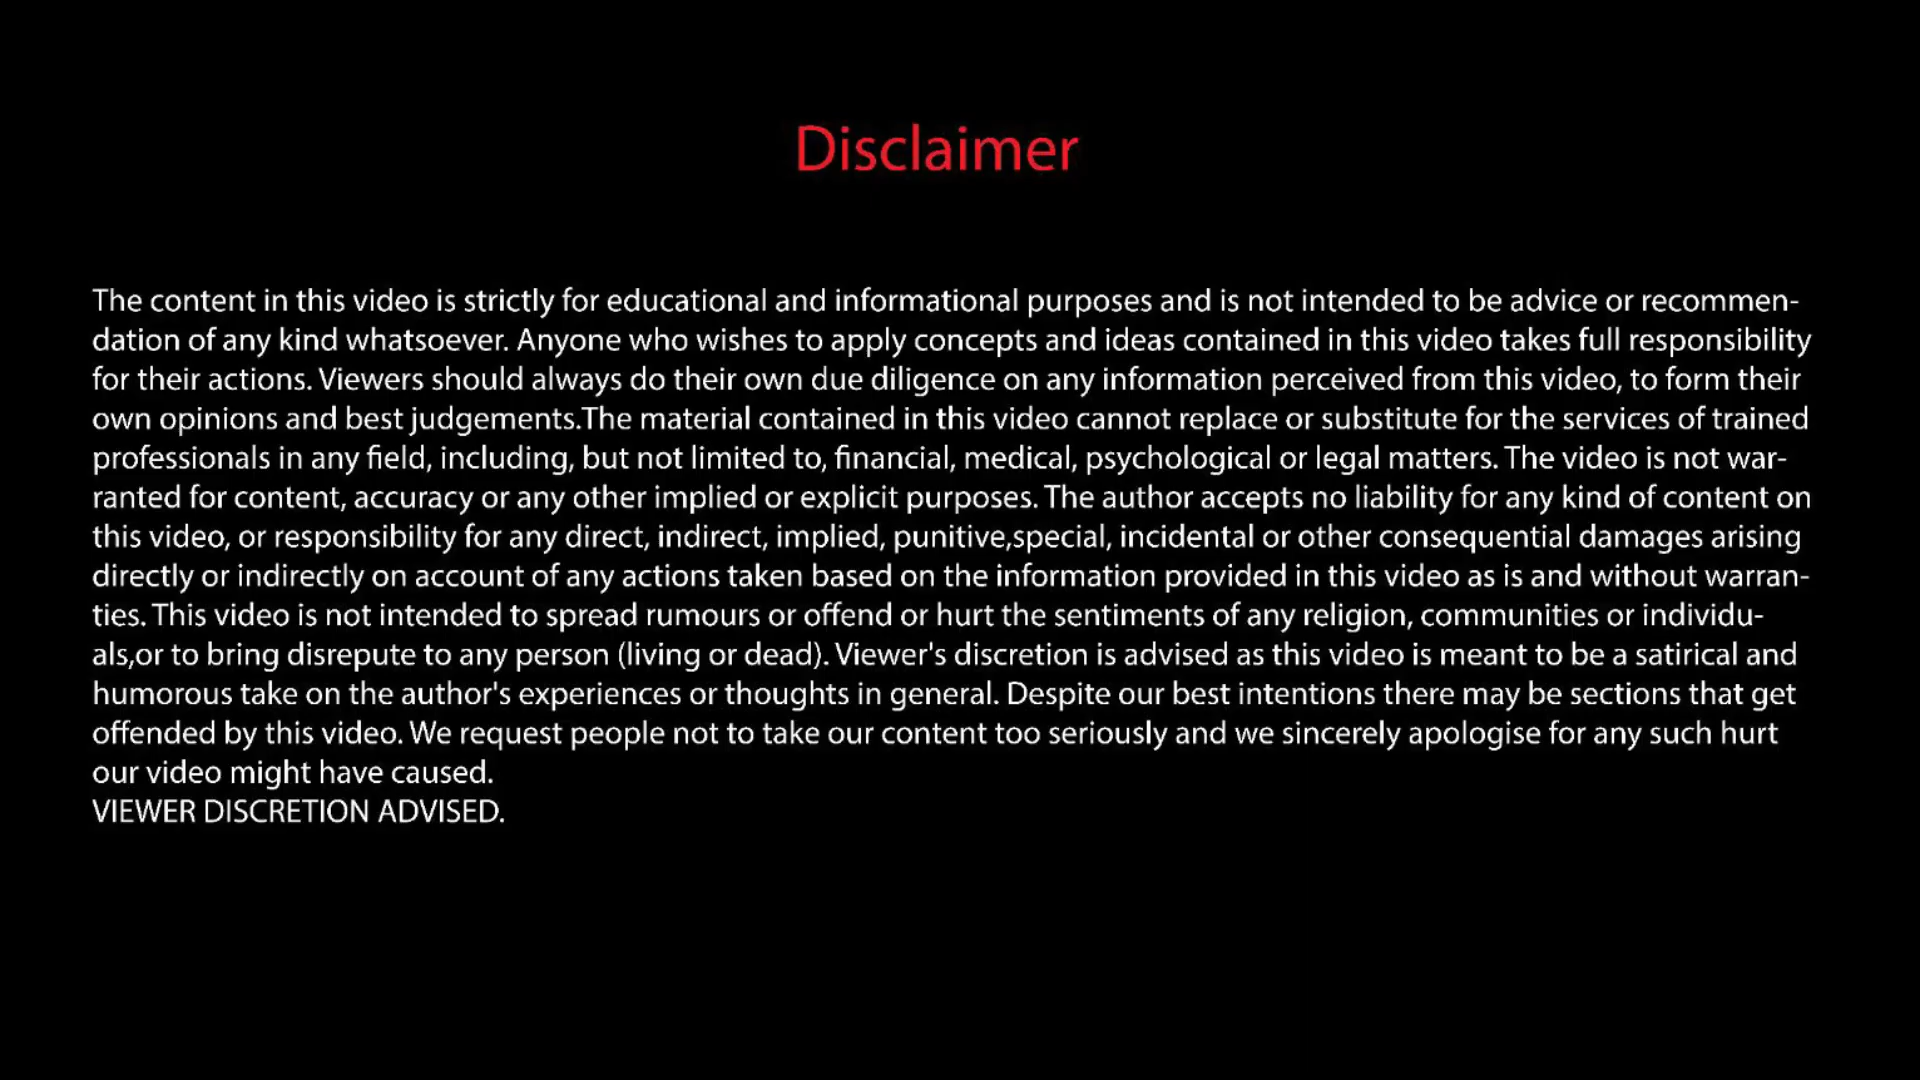 Disclaimer
The content in this video is strictly for educational and informational purposes and is not intended to be advice or recommen-
dation of any kind whatsoever. Anyone who wishes to apply concepts and ideas contained in this video takes full responsibility
for their actions. Viewers should always do their own due diligence on any information perceived from this video, to form their
own opinions and best judgements.The material contained in this video cannot replace or substitute for the services of trained
professionals in any field, including, but not limited to, financial, medical, psychological or legal matters. The video is not war-
ranted for content, accuracy or any other implied or explicit purposes. The author accepts no liability for any kind of content on
this video, or responsibility for any direct, indirect, implied, punitive,special, incidental or other consequential damages arising
directly or indirectly on account of any actions taken based on the information provided in this video as is and without warran-
ties. This video is not intended to spread rumours or offend or hurt the sentiments of any religion, communities or individu-
als,or to bring disrepute to any person (living or dead). Viewer's discretion is advised as this video is meant to be a satirical and
humorous take on the author's experiences or thoughts in general. Despite our best intentions there may be sections that get
offended by this video. We request people not to take our content too seriously and we sincerely apologise for any such hurt
our video might have caused.
VIEWER DISCRETION ADVISED.